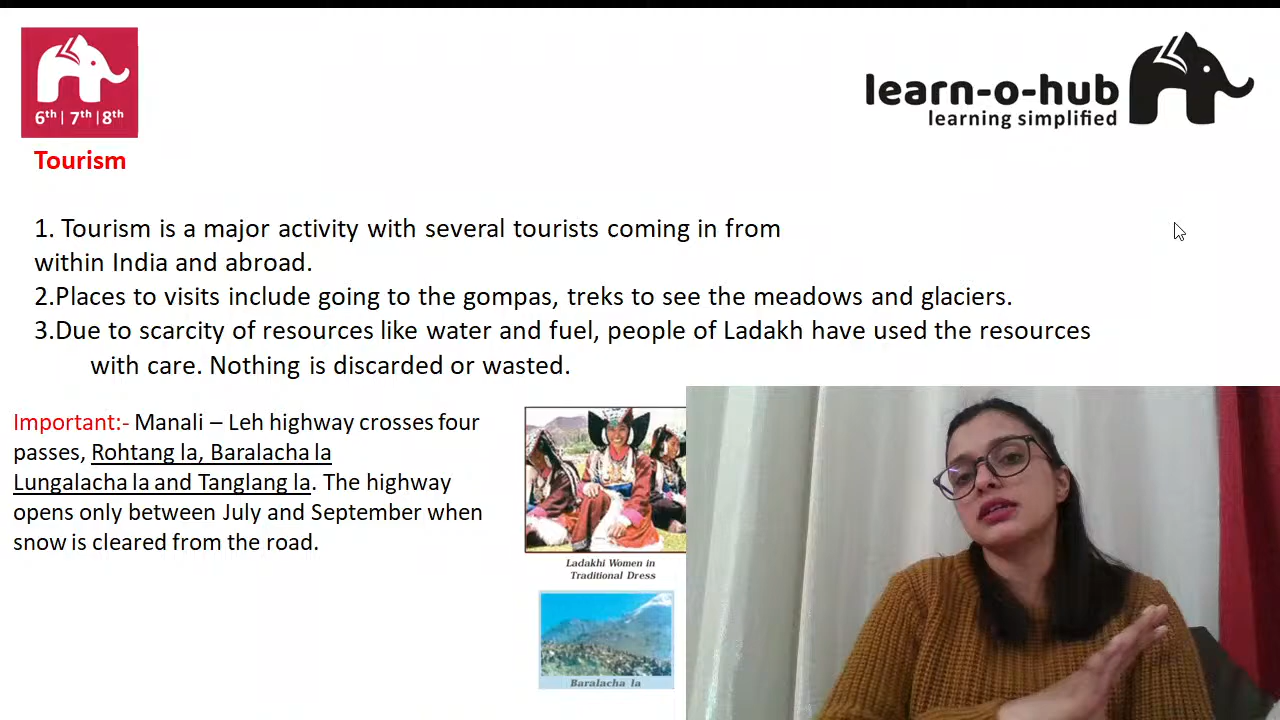 6th | 7th | 8th
learn-o-hub
learning simplified
Tourism
1. Tourism is a major activity with several tourists coming in from
within India and abroad.
2.Places to visits include going to the gompas, treks to see the meadows and glaciers.
3.Due to scarcity of resources like water and fuel, people of Ladakh have used the resources
with care. Nothing is discarded or wasted.
Important:- Manali – Leh highway crosses four
passes, Rohtang la, Baralacha la
Lungalacha la and Tanglang la. The highway
opens only between July and September when
snow is cleared from the road.
Ladakhi Women in
Traditional Dress
Baralacha la